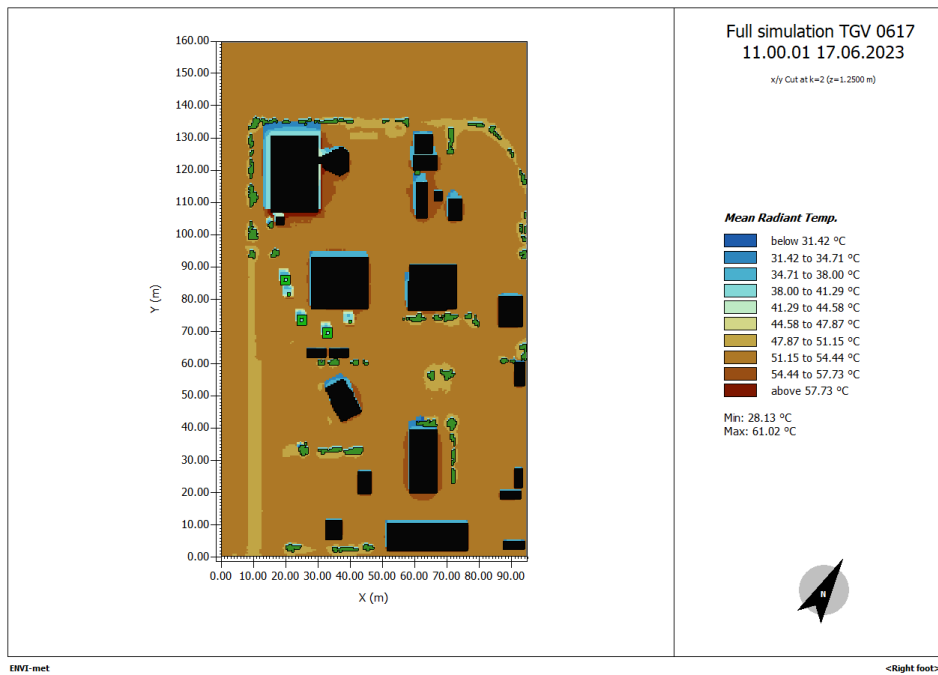 Full simulation TGV 0617
11.00.01 17.06.2023
x/y Cut at k=2 (z=1.2500 m)
160.00
150.00
140.00
130.00
120.00
110.00
100.00
90.00
80.00
70.00
60.00
50.00
40.00
30.00
20.00
10.00
0.00
Y (m)
0.00 10.00 20.00 30.00 40.00 50.00 60.00 70.00 80.00 90.00
X (m)
Mean Radiant Temp.
below 31.42 °C
31.42 to 34.71 °C
34.71 to 38.00 °C
38.00 to 41.29 °C
41.29 to 44.58 °C
44.58 to 47.87 °C
47.87 to 51.15 °C
51.15 to 54.44 °C
54.44 to 57.73 °C
above 57.73 °C
Min: 28.13 °C
Max: 61.02 °C
N
ENVI-met
<Right foot>